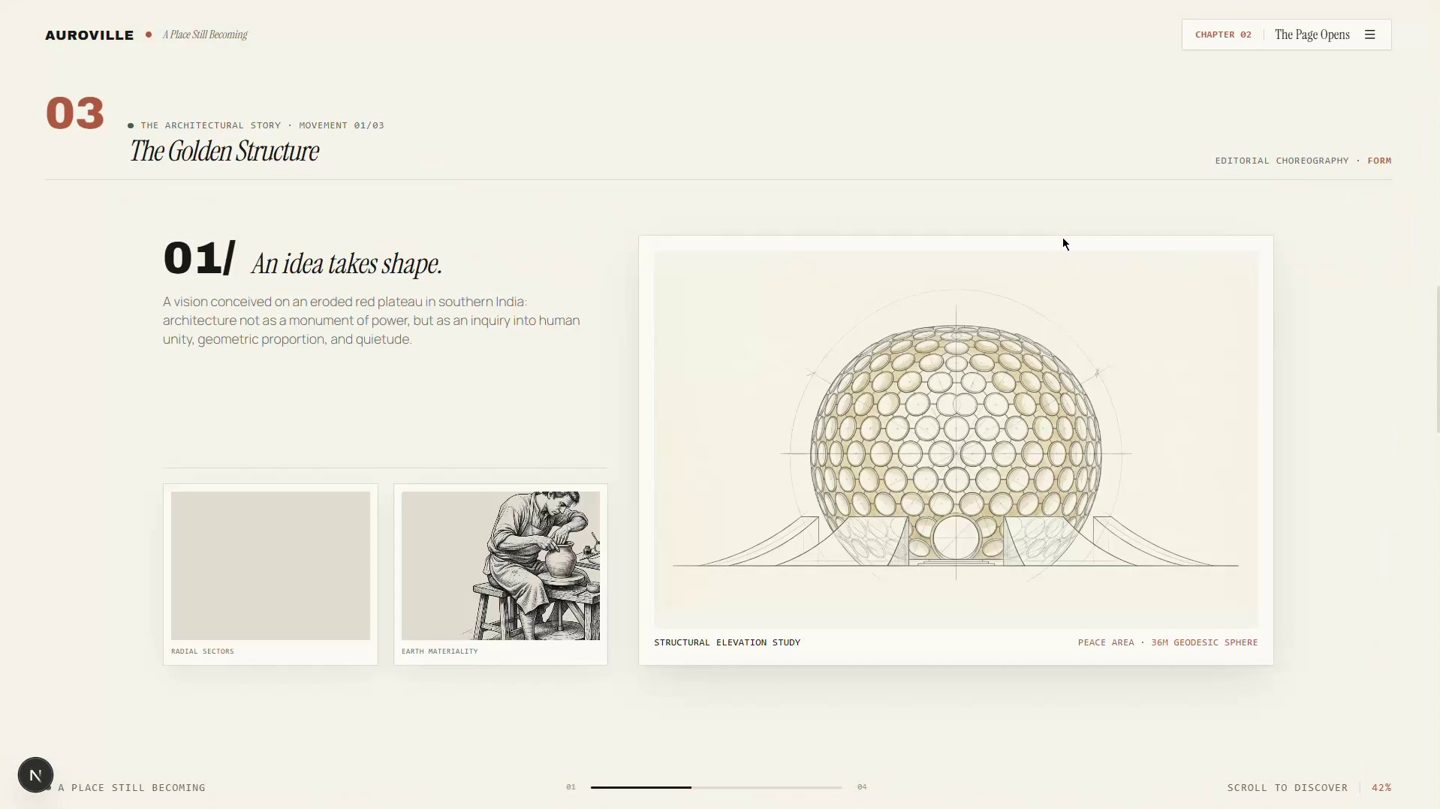 AUROVILLE
A Place Still Becoming
CHAPTER 02
The Page Opens
03
THE ARCHITECTURAL STORY · MOVEMENT 01/03
The Golden Structure
EDITORIAL CHOREOGRAPHY · FORM
01/ An idea takes shape.
A vision conceived on an eroded red plateau in southern India:
architecture not as a monument of power, but as an inquiry into human
unity, geometric proportion, and quietude.
RADIAL SECTORS
EARTH MATERIALITY
STRUCTURAL ELEVATION STUDY
PEACE AREA · 36M GEODESIC SPHERE
N
A PLACE STILL BECOMING
01
04
SCROLL TO DISCOVER
42%